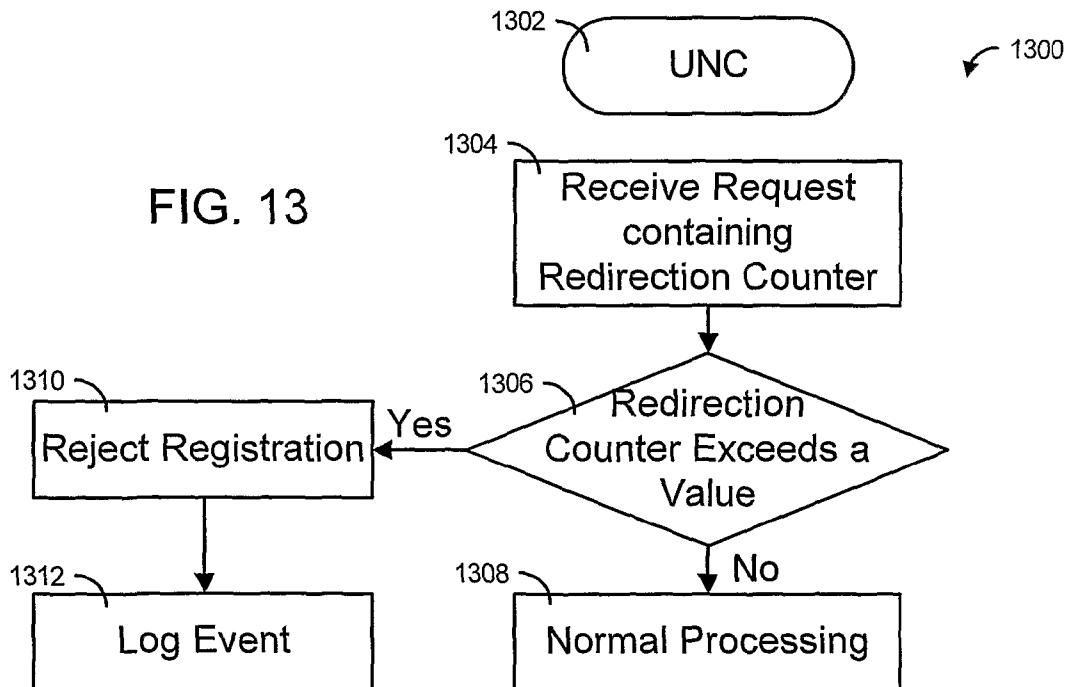 1302
UNC
1300
1304
Receive Request
containing
Redirection Counter
FIG. 13
1310
Reject Registration
Yes
1306
Redirection
Counter Exceeds a
Value
1312
Log Event
No
1308
Normal Processing